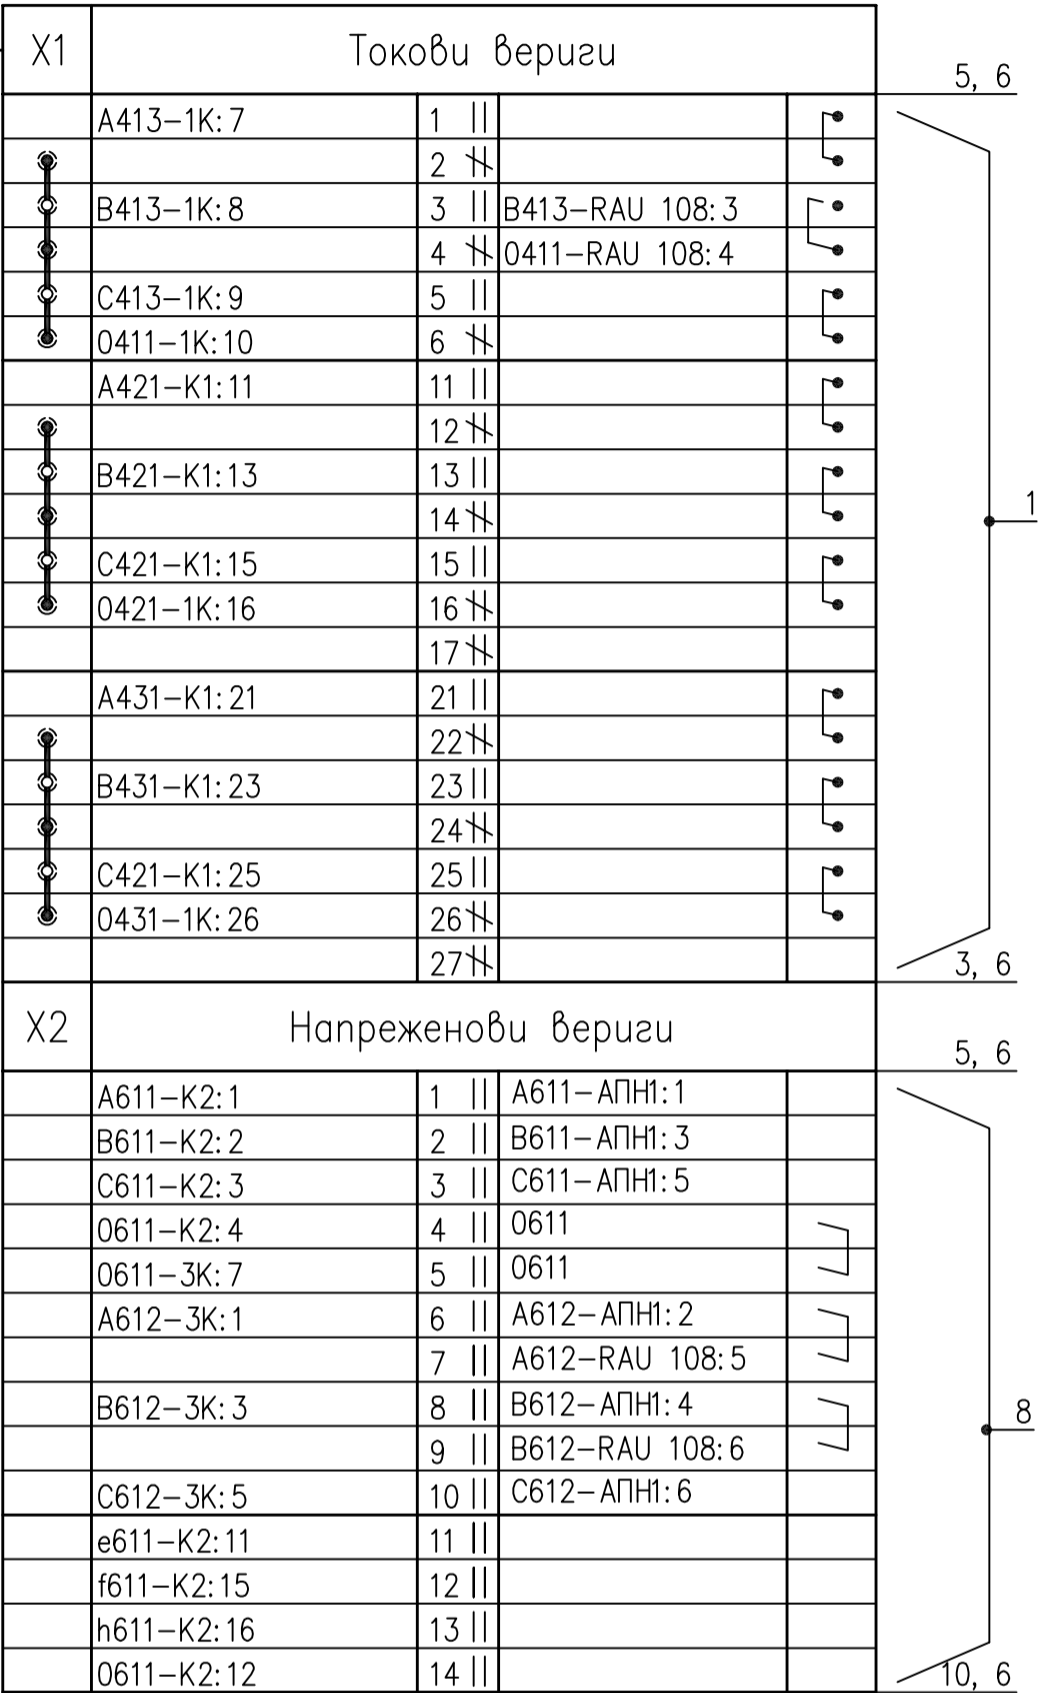 X1 Токови вериги
5, 6
A413-1K:7 1
2
B413-1K:8 3 B413-RAU 108:3
4 0411-RAU 108:4
C413-1K:9 5
0411-1K:10 6
A421-K1:11 11
12
B421-K1:13 13
14
1
C421-K1:15 15
0421-1K:16 16
17
A431-K1:21 21
22
B431-K1:23 23
24
C421-K1:25 25
0431-1K:26 26
27
3, 6
X2 Напреженови вериги
5, 6
A611-K2:1 1 A611-АПН1:1
B611-K2:2 2 B611-АПН1:3
C611-K2:3 3 C611-АПН1:5
0611-K2:4 4 0611
0611-3K:7 5 0611
A612-3K:1 6 A612-АПН1:2
7 A612-RAU 108:5
B612-3K:3 8 B612-АПН1:4
8
9 B612-RAU 108:6
C612-3K:5 10 C612-АПН1:6
e611-K2:11 11
f611-K2:15 12
h611-K2:16 13
0611-K2:12 14
10, 6